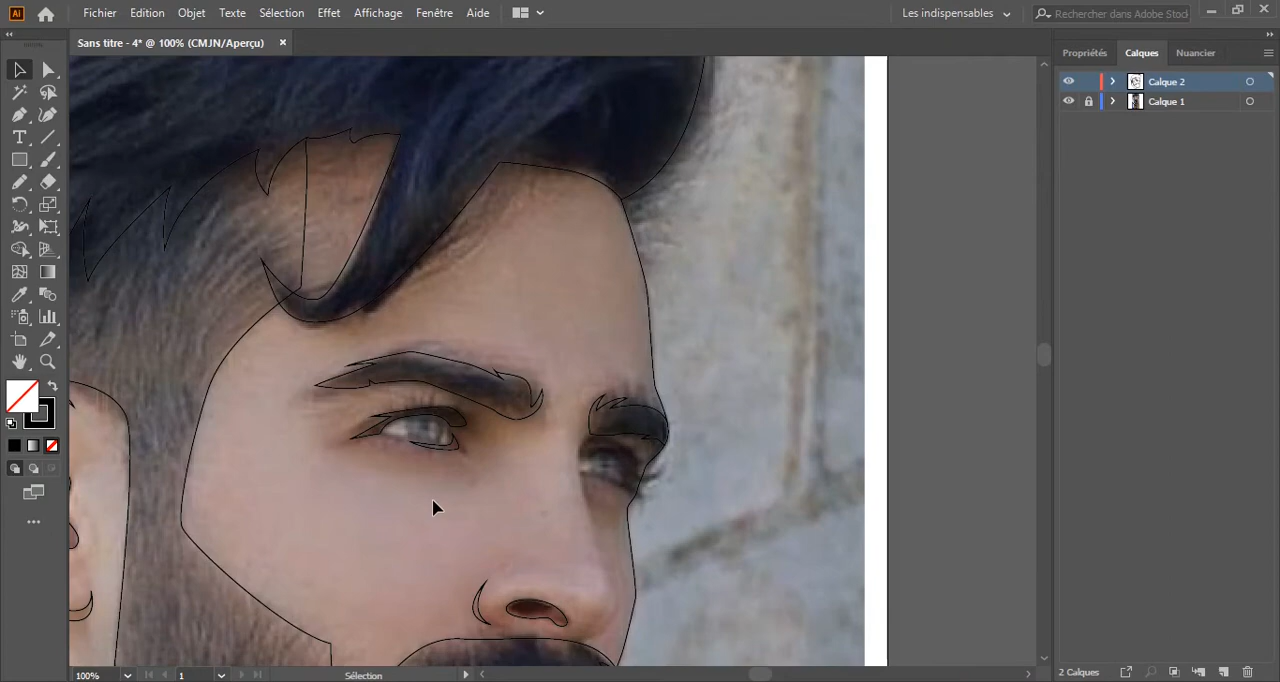 Ai Fichier Edition Objet Texte Sélection Effet Affichage Fenêtre Aide Les indispensables Rechercher dans Adobe Stock
Sans titre - 4* @ 100% (CMJN/Aperçu) ×
Propriétés Calques Nuancier
Calque 2
Calque 1
100% 1 Sélection
2 Calques